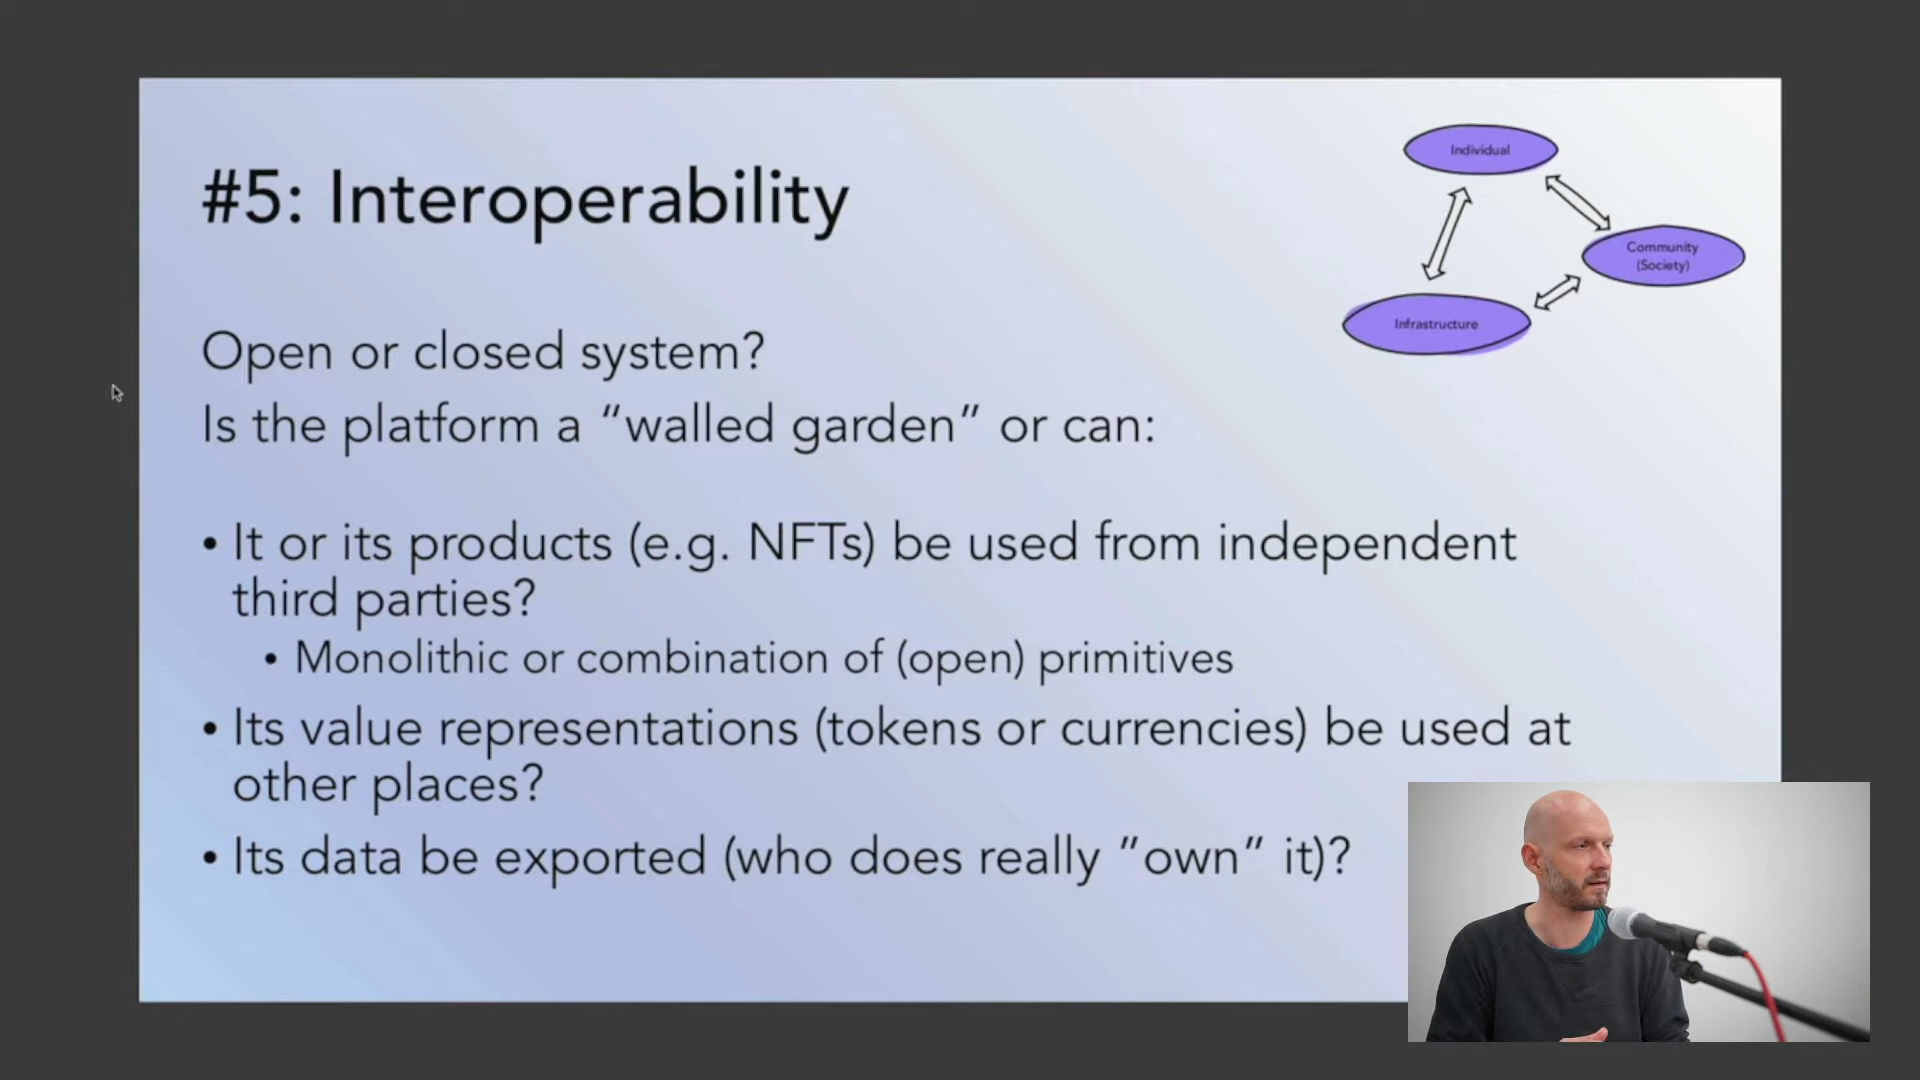 #5: Interoperability
Individual
Community
(Society)
Infrastructure
Open or closed system?
Is the platform a “walled garden” or can:
• It or its products (e.g. NFTs) be used from independent
third parties?
• Monolithic or combination of (open) primitives
• Its value representations (tokens or currencies) be used at
other places?
• Its data be exported (who does really ”own” it)?